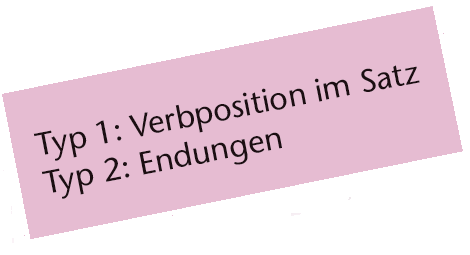 Typ 1: Verbposition im Satz
Typ 2: Endungen